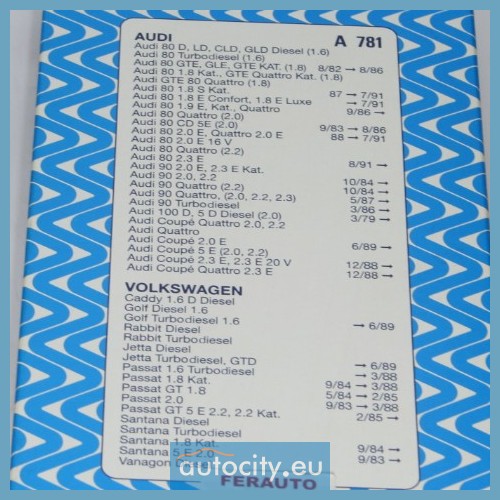 AUDI A 781
Audi 80 D, LD, CLD, GLD Diesel (1.6)
Audi 80 Turbodiesel (1.6)
Audi 80 GTE, GLE, GTE KAT. (1.8) 8/82 → 8/86
Audi 80 1.8 Kat., GTE Quattro Kat. (1.8)
Audi GTE 80 Quattro (1.8)
Audi 80 1.8 S Kat. 87 → 7/91
Audi 80 1.8 E Confort, 1.8 E Luxe → 7/91
Audi 80 1.9 E, Kat., Quattro 9/86 →
Audi 80 Quattro (2.0)
Audi 80 CD 5E (2.0) 9/83 → 8/86
Audi 80 2.0 E, Quattro 2.0 E 88 → 7/91
Audi 80 2.0 E 16 V
Audi 80 Quattro (2.2)
Audi 80 2.3 E 8/91 →
Audi 90 2.0 E, 2.3 E Kat.
Audi 90 2.0, 2.2 10/84 →
Audi 90 Quattro (2.2) 10/84 →
Audi 90 Quattro, (2.0, 2.2, 2.3) 5/87 →
Audi 90 Turbodiesel 3/86 →
Audi 100 D, 5 D Diesel (2.0) 3/79 →
Audi Coupé Quattro 2.0, 2.2
Audi Quattro
Audi Coupé 2.0 E 6/89 →
Audi Coupé 5 E (2.0, 2.2)
Audi Coupé 2.3 E, 2.3 E 20 V 12/88 →
Audi Coupé Quattro 2.3 E 12/88 →
VOLKSWAGEN
Caddy 1.6 D Diesel
Golf Diesel 1.6
Golf Turbodiesel 1.6 → 6/89
Rabbit Diesel
Rabbit Turbodiesel
Jetta Diesel
Jetta Turbodiesel, GTD → 6/89
Passat 1.6 Turbodiesel → 3/88
Passat 1.8 Kat. 9/84 → 3/88
Passat GT 1.8 5/84 → 2/85
Passat 2.0 9/83 → 3/88
Passat GT 5 E 2.2, 2.2 Kat. 2/85 →
Santana Diesel
Santana Turbodiesel
Santana 1.8 Kat. 9/84 →
Santana 5 E 2.0 9/83 →
Vanagon
autocity.eu
FERAUTO